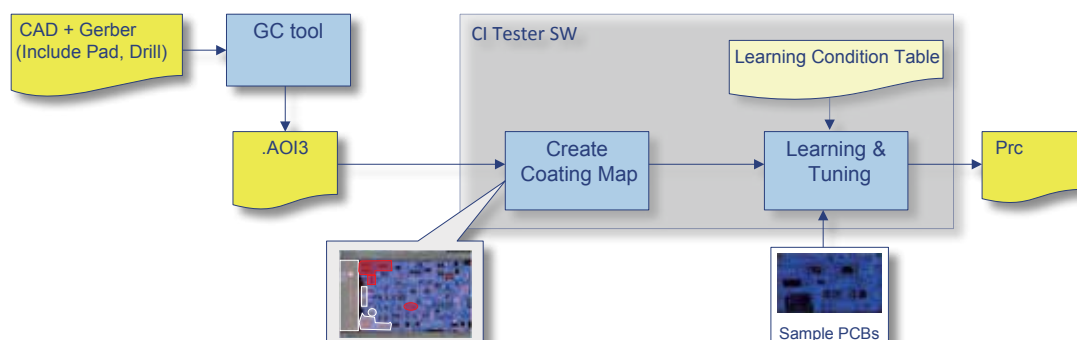 CAD + Gerber
(Include Pad, Drill)
GC tool
CI Tester SW
Learning Condition Table
.AOI3
Create
Coating Map
Learning &
Tuning
Prc
Sample PCBs